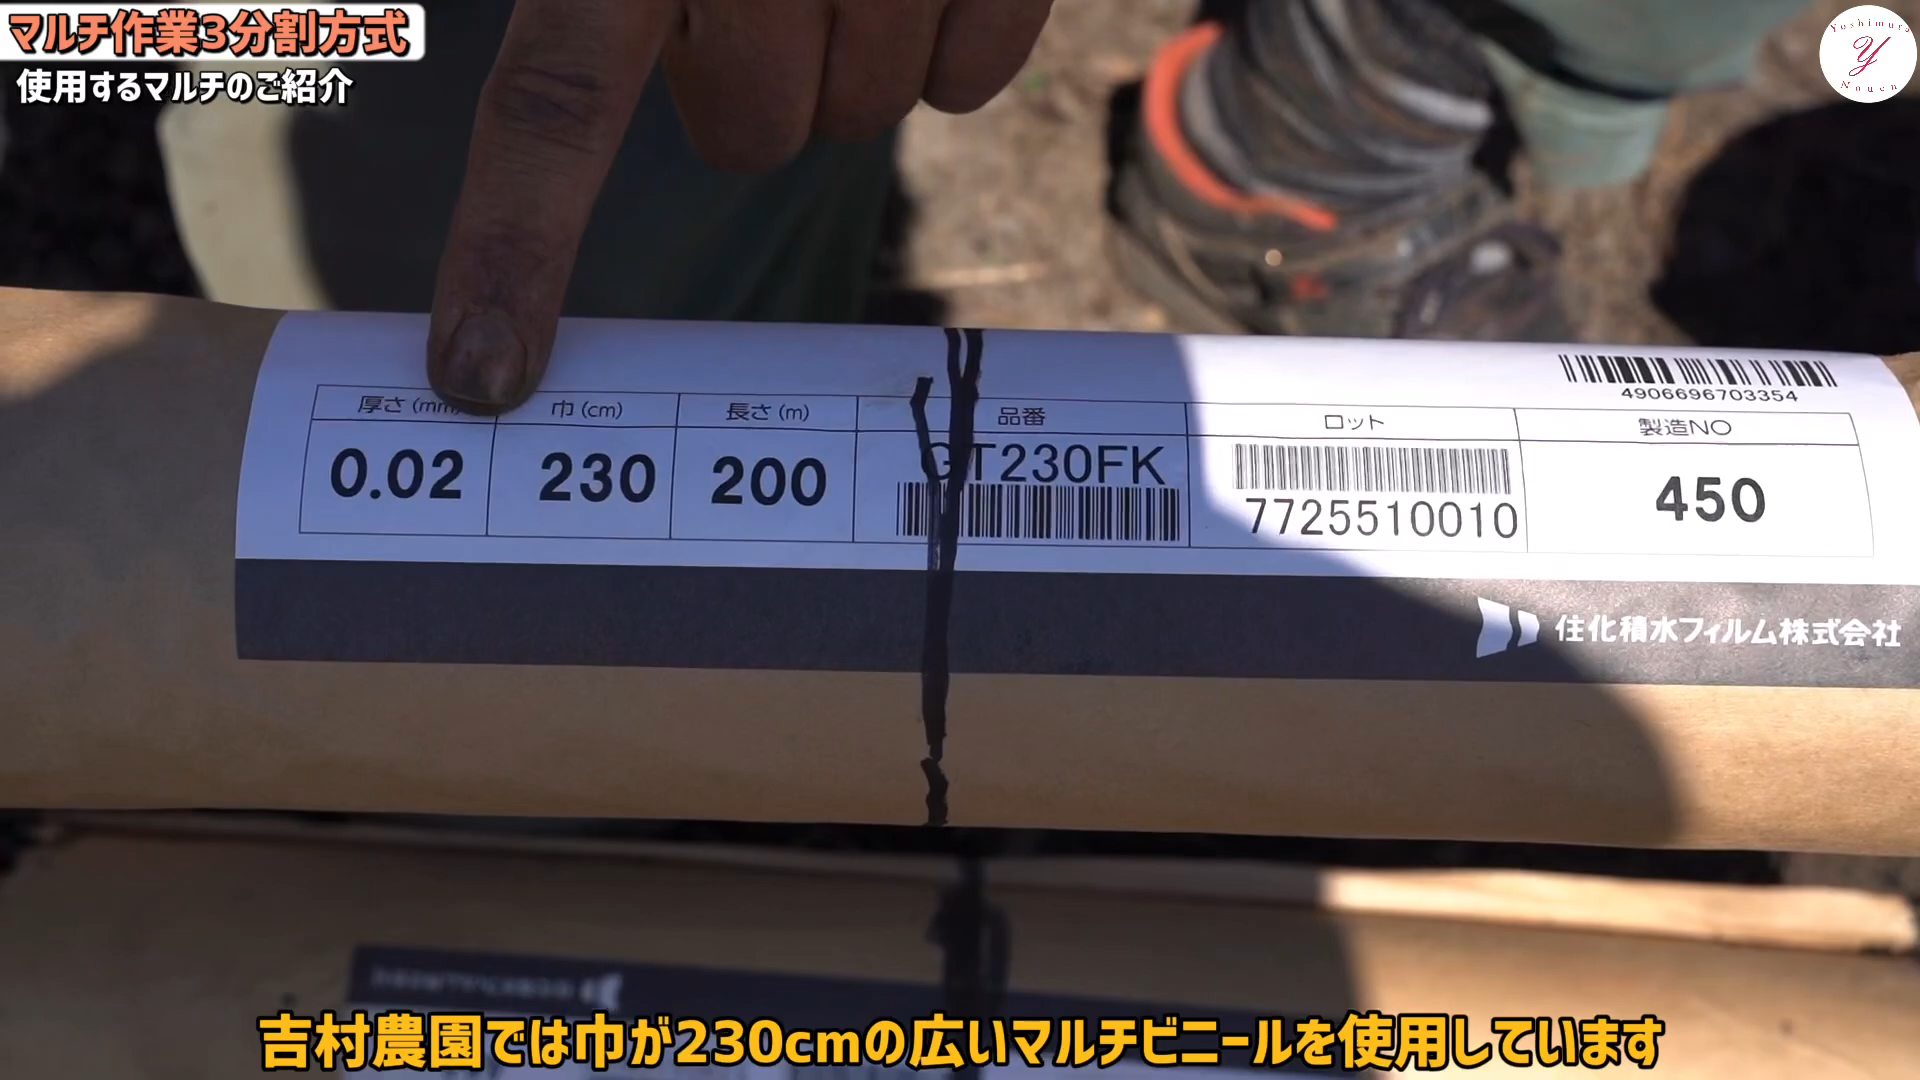 マルチ作業3分割方式
使用するマルチのご紹介
Yoshimura
Y
Nouen
4906696703354
厚さ(mm) 巾(cm) 長さ(m) 品番 ロット 製造NO
0.02 230 200 GT230FK 7725510010 450
住化積水フィルム株式会社
吉村農園では巾が230cmの広いマルチビニールを使用しています